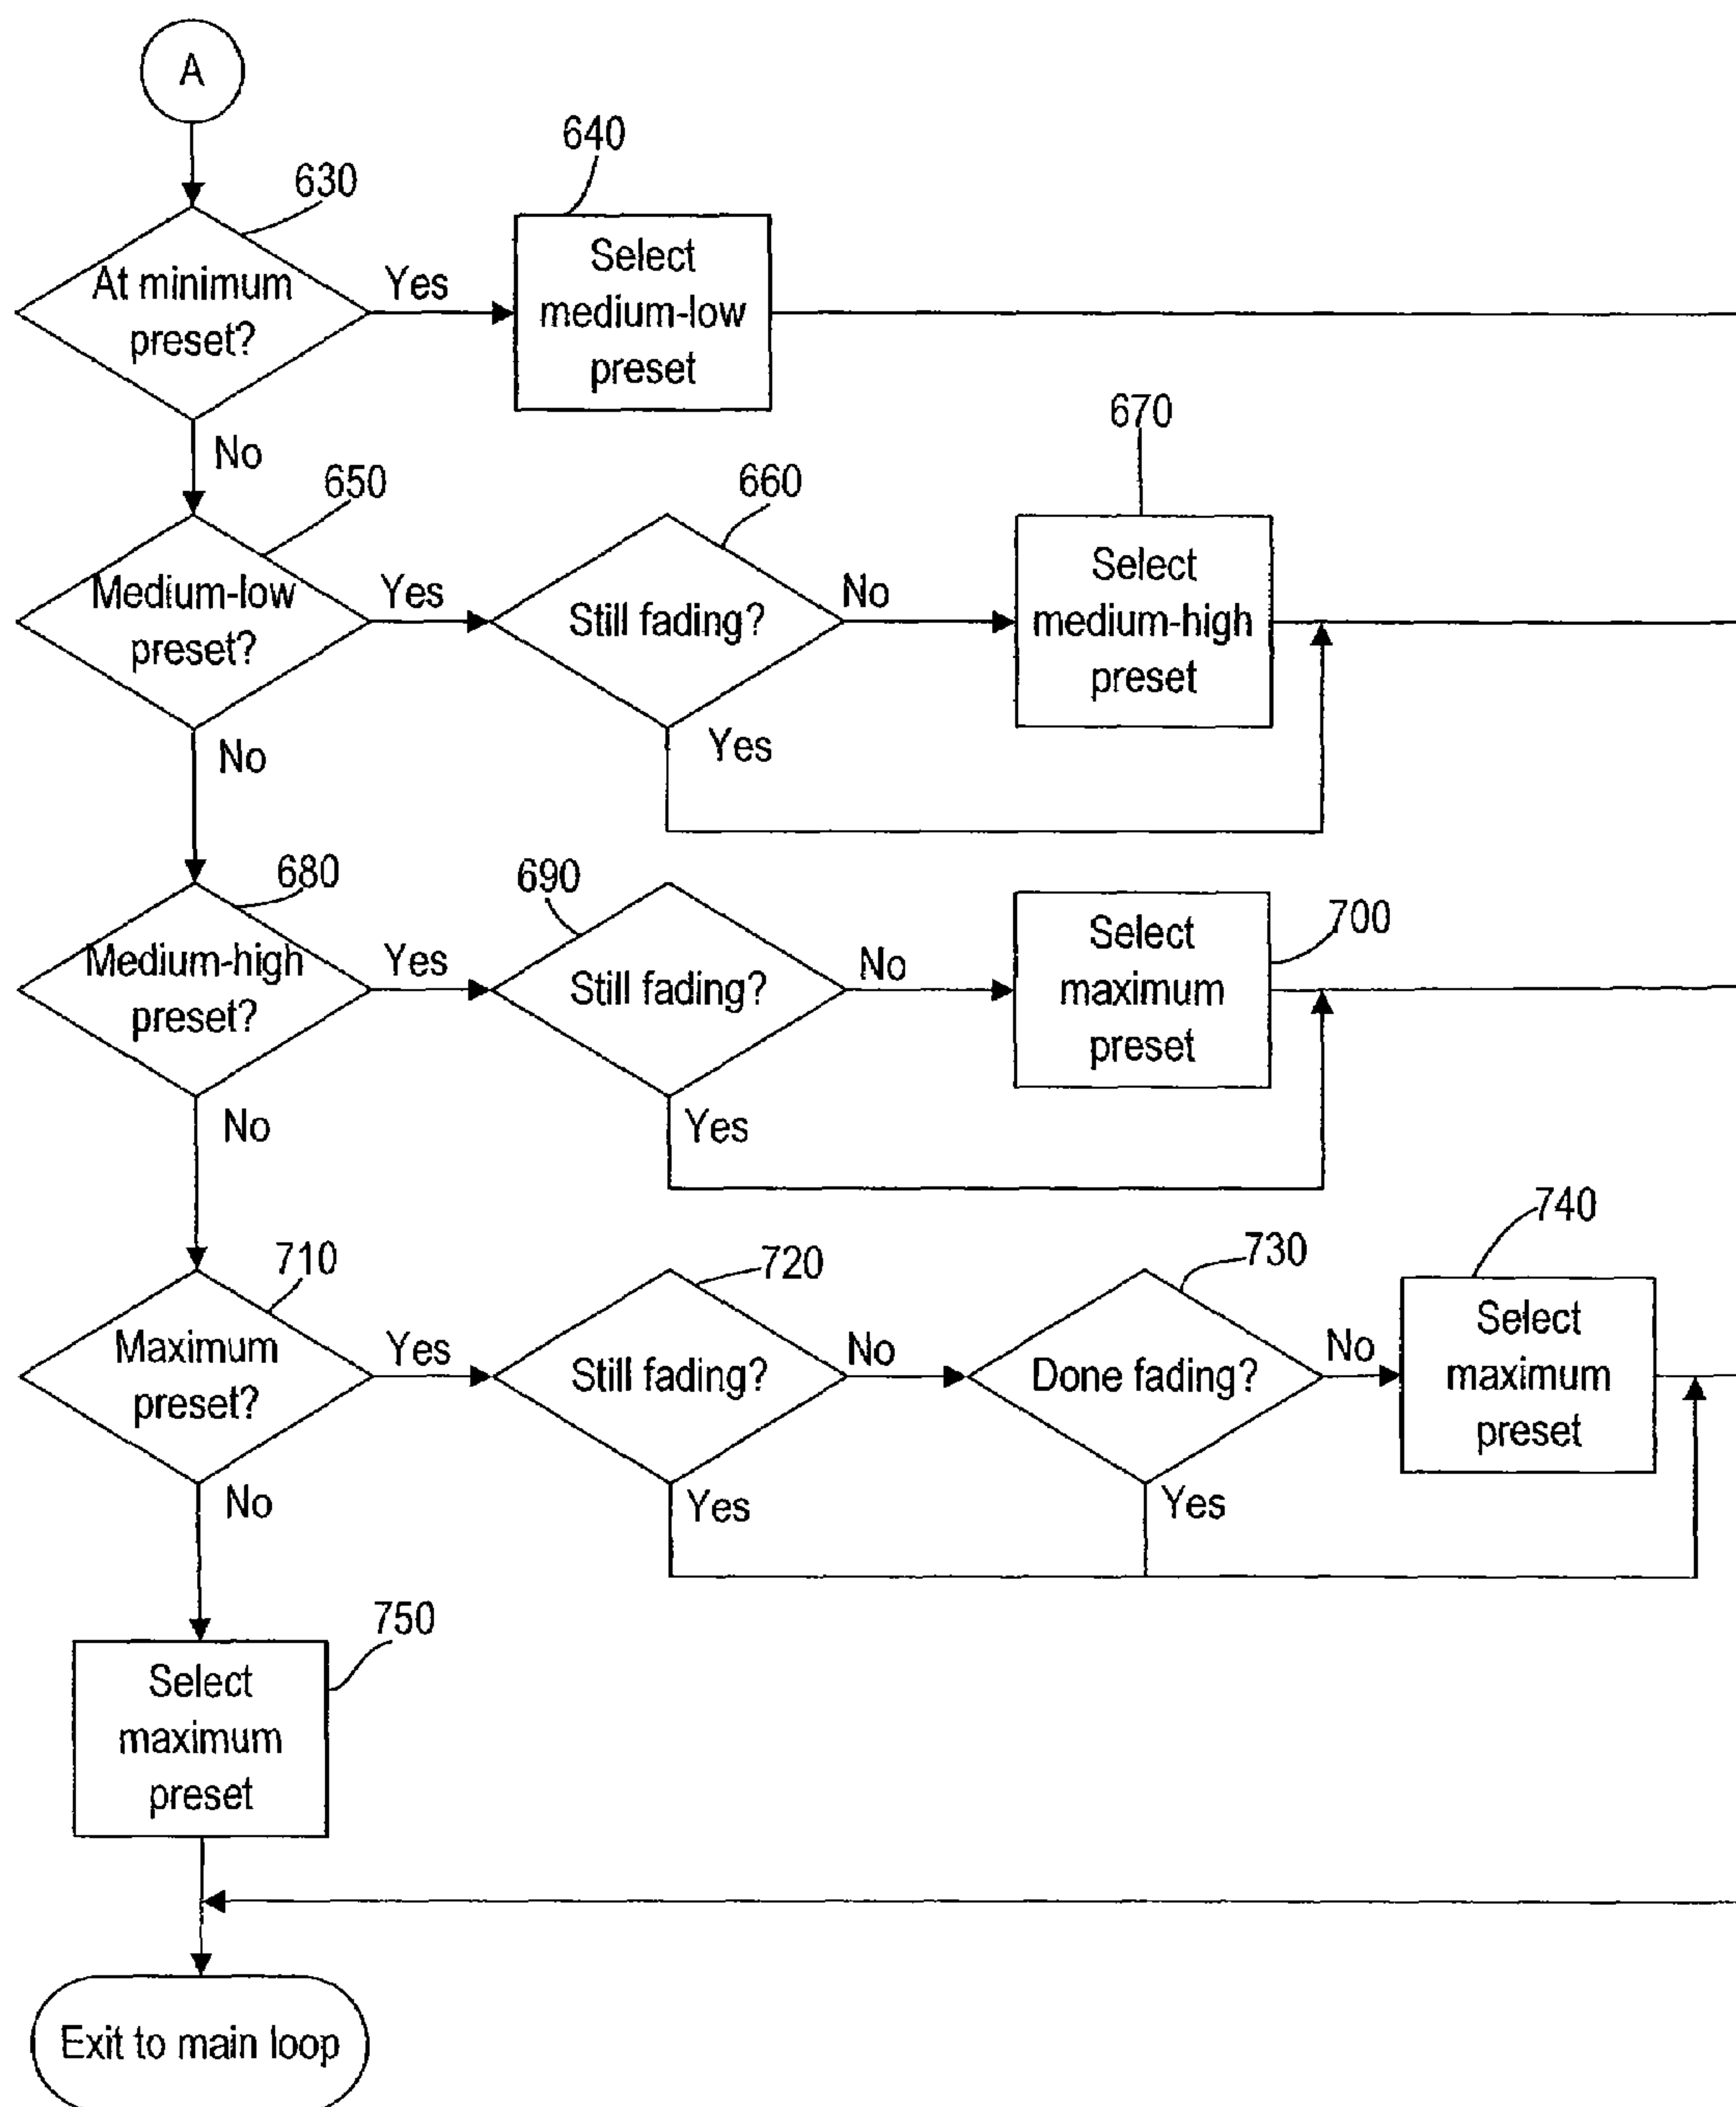 A
630
At minimum
preset?
Yes
640
Select
medium-low
preset
No
650
Medium-low
preset?
Yes
660
Still fading?
No
670
Select
medium-high
preset
Yes
No
680
Medium-high
preset?
Yes
690
Still fading?
No
700
Select
maximum
preset
Yes
No
710
Maximum
preset?
Yes
720
Still fading?
No
730
Done fading?
No
740
Select
maximum
preset
Yes
Yes
No
750
Select
maximum
preset
Exit to main loop